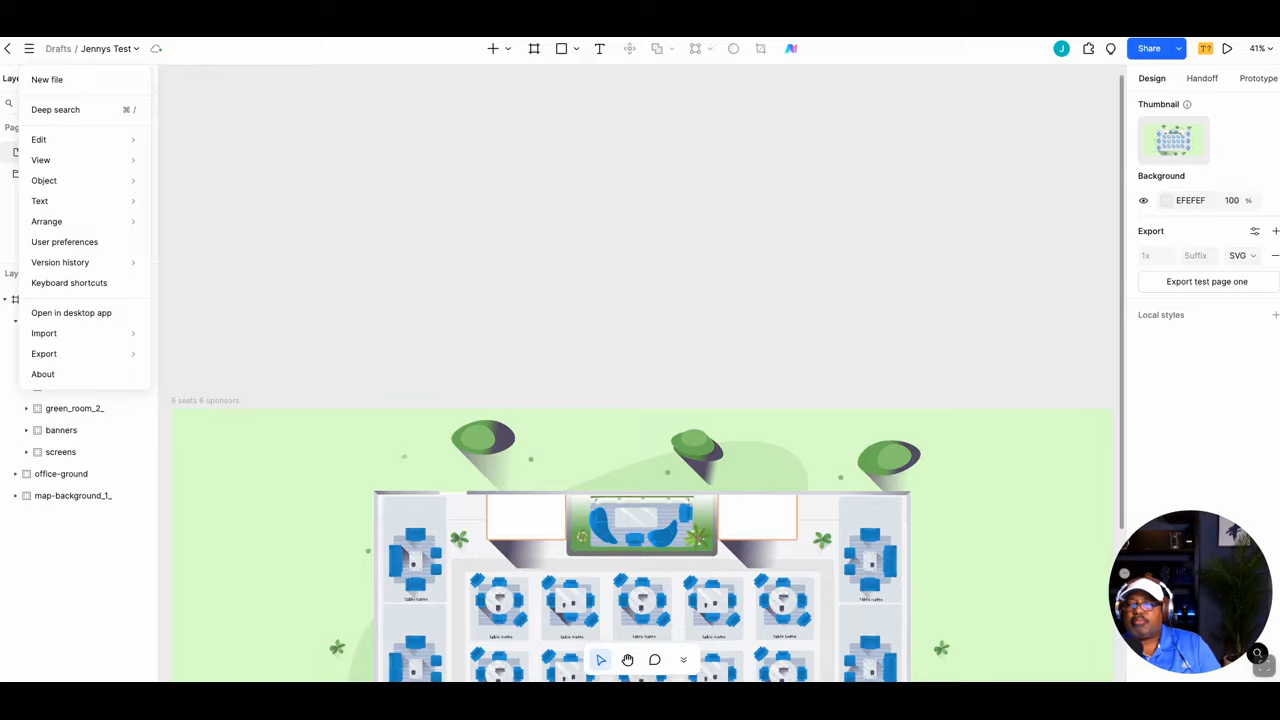 Drafts / Jennys Test
J
Share
T?
41%
New file
Deep search ⌘ /
Edit
View
Object
Text
Arrange
User preferences
Version history
Keyboard shortcuts
Open in desktop app
Import
Export
About
green_room_2_
banners
screens
office-ground
map-background_1_
6 seats 6 sponsors
Design Handoff Prototype
Thumbnail
Background
EFEFEF 100 %
Export
1x Suffix SVG
Export test page one
Local styles